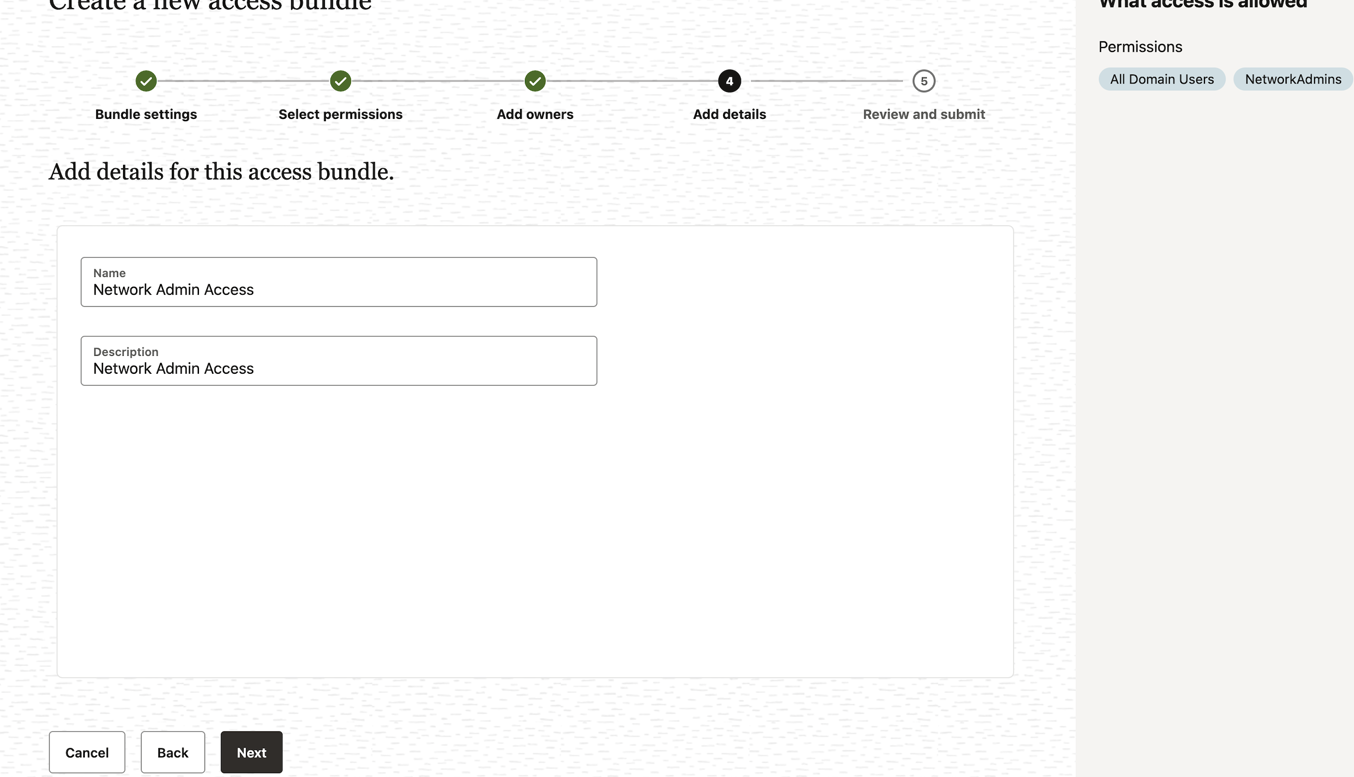 Create a new access bundle
What access is allowed
Permissions
All Domain Users NetworkAdmins
4 5
Bundle settings Select permissions Add owners Add details Review and submit
Add details for this access bundle.
Name
Network Admin Access
Description
Network Admin Access
Cancel Back Next